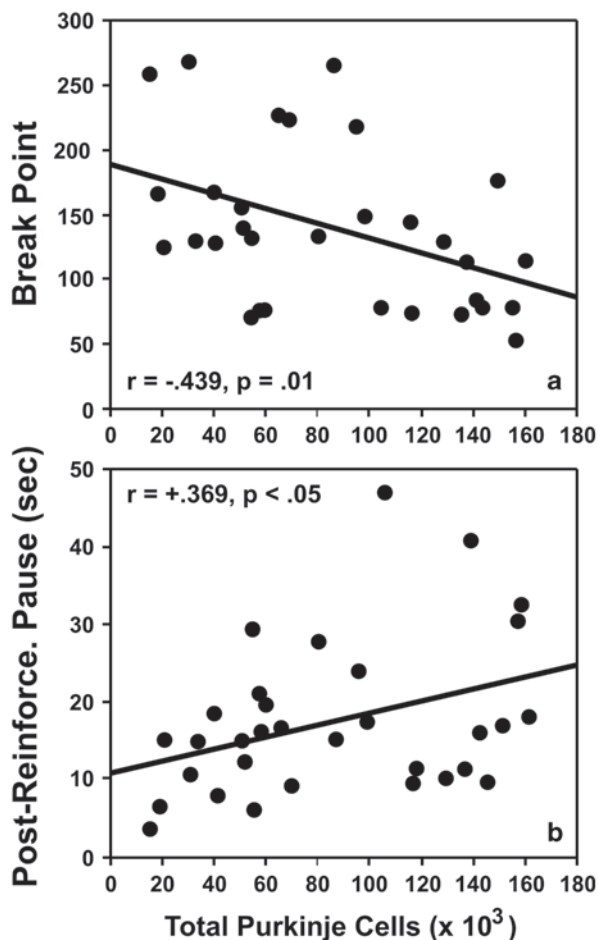 300
250
200
150
100
50
0
Break Point
r = -.439, p = .01
a
0 20 40 60 80 100 120 140 160 180
50
40
30
20
10
0
Post-Reinforce. Pause (sec)
r = +.369, p < .05
b
0 20 40 60 80 100 120 140 160 180
Total Purkinje Cells (x 10³)